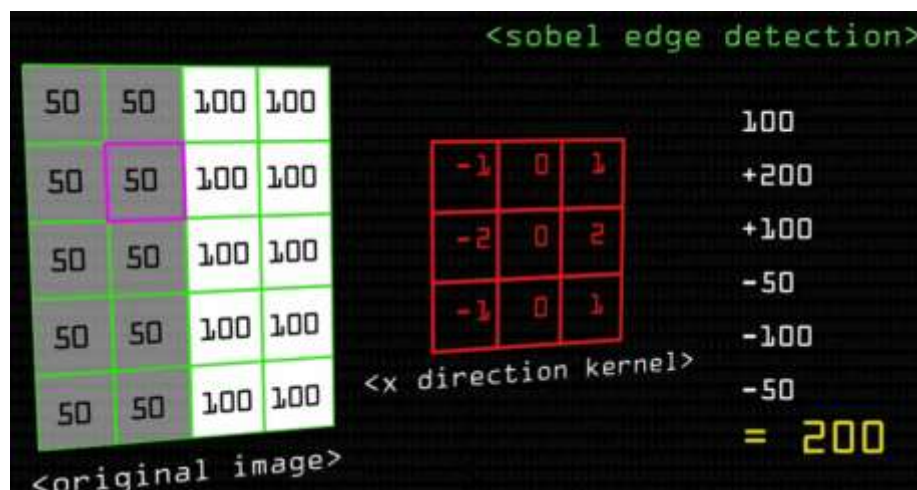 <sobel edge detection>
50 50 100 100
50 50 100 100
50 50 100 100
50 50 100 100
50 50 100 100
<original image>
-1 0 1
-2 0 2
-1 0 1
<x direction kernel>
100
+200
+100
-50
-100
-50
= 200